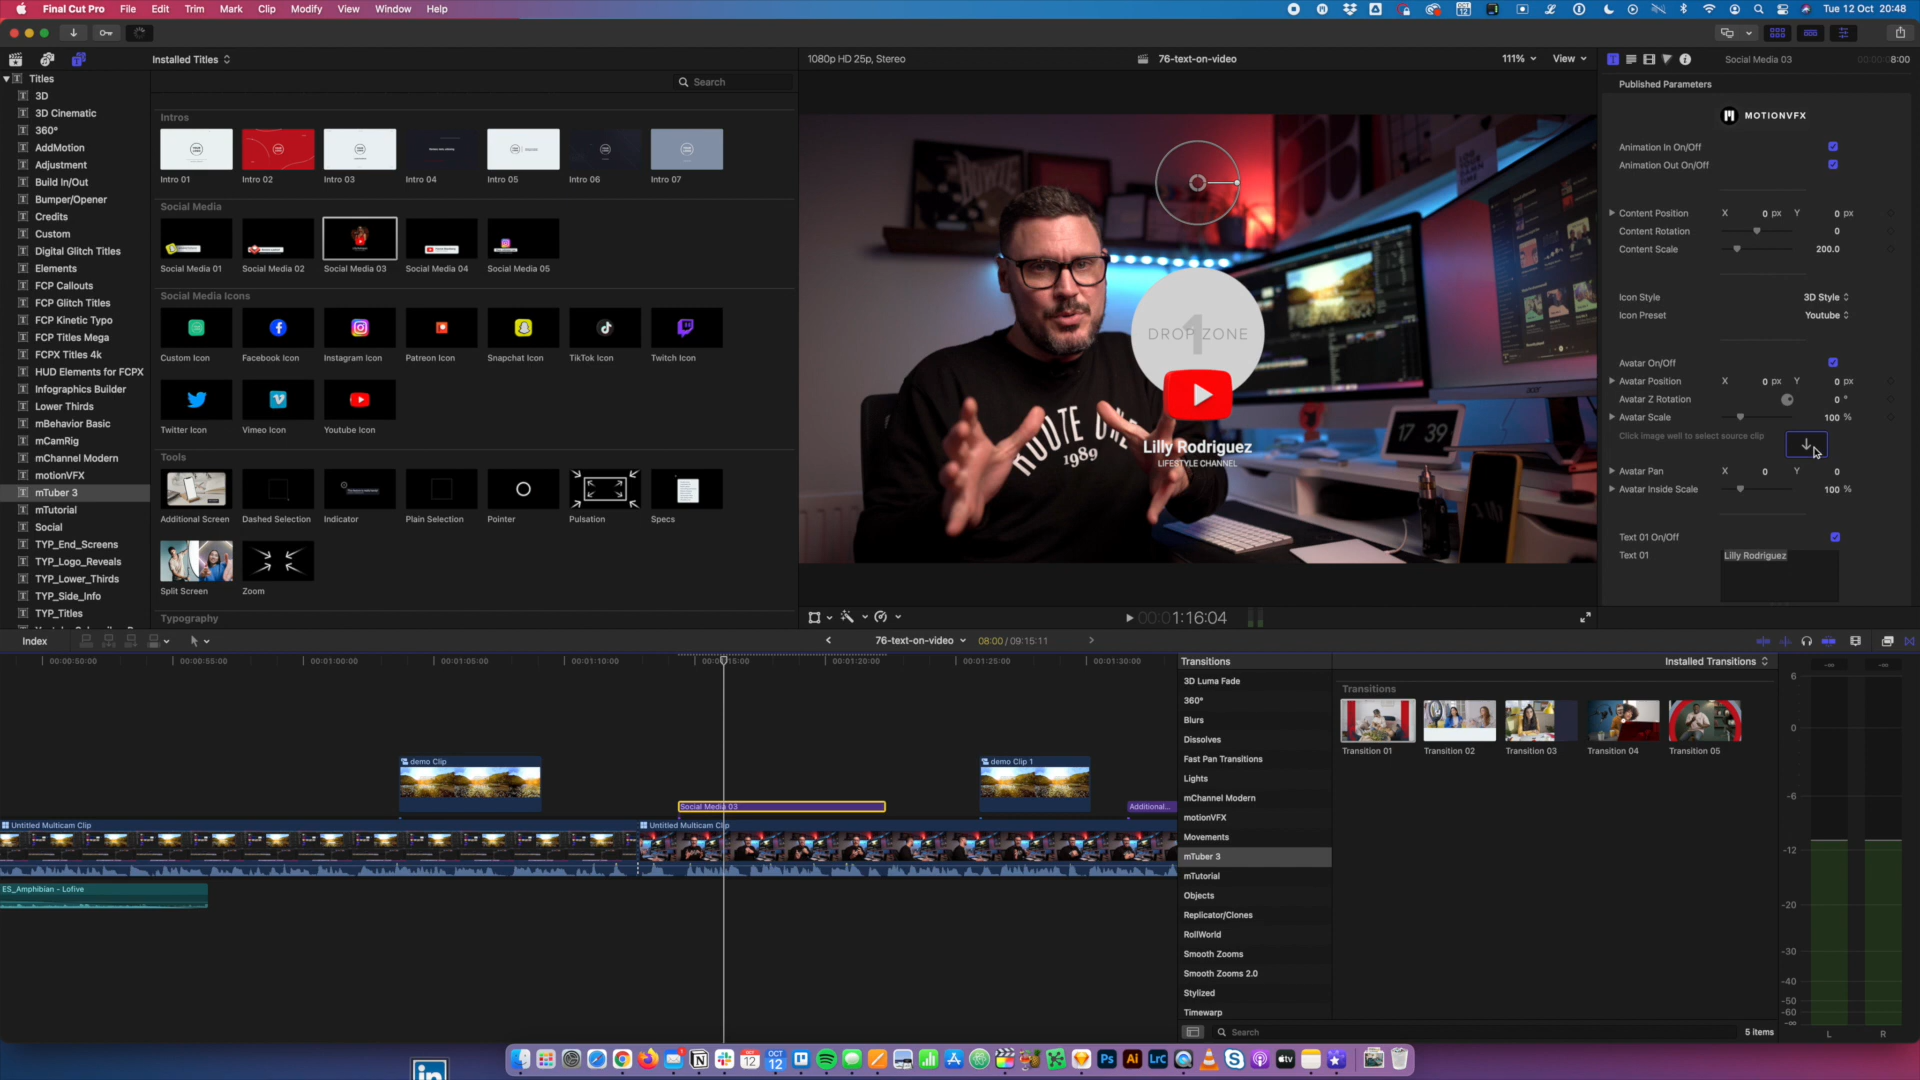 Final Cut Pro File Edit Trim Mark Clip Modify View Window Help
OCT 12
Tue 12 Oct 20:48
Installed Titles
1080p HD 25p, Stereo
76-text-on-video
111%
View
Social Media 03
8:00
Search
Titles
3D
3D Cinematic
360°
AddMotion
Adjustment
Build In/Out
Bumper/Opener
Credits
Custom
Digital Glitch Titles
Elements
FCP Callouts
FCP Glitch Titles
FCP Kinetic Typo
FCP Titles Mega
FCPX Titles 4k
HUD Elements for FCPX
Infographics Builder
Lower Thirds
mBehavior Basic
mCamRig
mChannel Modern
motionVFX
mTuber 3
mTutorial
Social
TYP_End_Screens
TYP_Logo_Reveals
TYP_Lower_Thirds
TYP_Side_Info
TYP_Titles
Intros
Intro 01
Intro 02
Intro 03
Intro 04
Intro 05
Intro 06
Intro 07
Social Media
Social Media 01
Social Media 02
Social Media 03
Social Media 04
Social Media 05
Social Media Icons
Custom Icon
Facebook Icon
Instagram Icon
Patreon Icon
Snapchat Icon
TikTok Icon
Twitch Icon
Twitter Icon
Vimeo Icon
Youtube Icon
Tools
Additional Screen
Dashed Selection
Indicator
Plain Selection
Pointer
Pulsation
Specs
Split Screen
Zoom
Typography
1
DROP ZONE
Lilly Rodriguez
LIFESTYLE CHANNEL
1989
17 39
acer
00:00:1:16:04
Published Parameters
MOTIONVFX
Animation In On/Off
Animation Out On/Off
Content Position X 0 px Y 0 px
Content Rotation 0
Content Scale 200.0
Icon Style 3D Style
Icon Preset Youtube
Avatar On/Off
Avatar Position X 0 px Y 0 px
Avatar Z Rotation 0 °
Avatar Scale 100 %
Click image well to select source clip
Avatar Pan X 0 Y 0
Avatar Inside Scale 100 %
Text 01 On/Off
Text 01 Lilly Rodriguez
Index
76-text-on-video
08:00 / 09:15:11
00:00:50:00
00:00:55:00
00:01:00:00
00:01:05:00
00:01:10:00
00:01:20:00
00:01:25:00
00:01:30:00
demo Clip
Social Media 03
demo Clip 1
Additional...
Untitled Multicam Clip
Untitled Multicam Clip
ES_Amphibian - Lofive
Transitions
3D Luma Fade
360°
Blurs
Dissolves
Fast Pan Transitions
Lights
mChannel Modern
motionVFX
Movements
mTuber 3
mTutorial
Objects
Replicator/Clones
RollWorld
Smooth Zooms
Smooth Zooms 2.0
Stylized
Timewarp
Installed Transitions
Transitions
Transition 01
Transition 02
Transition 03
Transition 04
Transition 05
Search
5 items
6
0
-6
-12
-20
-30
-40
-50
-60
-∞
L
R
in
12
OCT 12
Ps
Ai
Lrc
tv